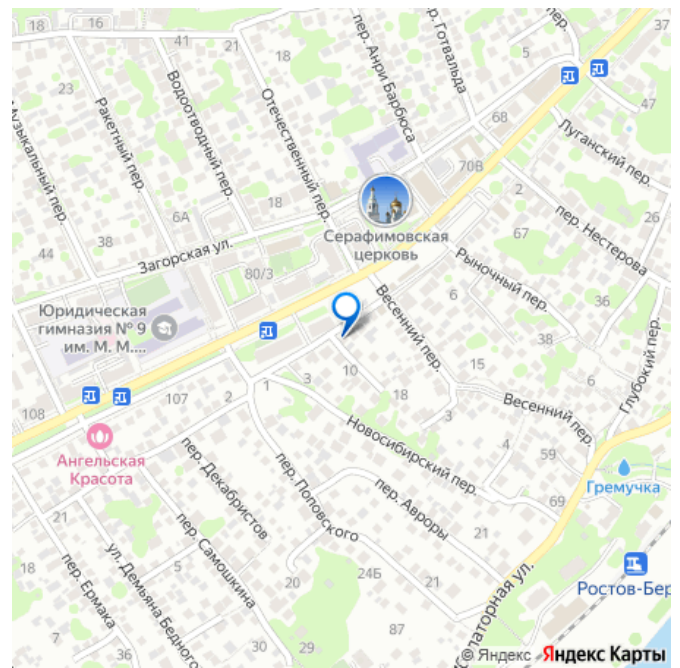 18
16
41
21
18
пер. Готвальда
5
37
23
пер. Анри Барбюса
Ракетный пер.
Водоотводный пер.
Отечественный пер.
47
68
Луганский пер.
Музыкальный пер.
70В
6А
18
2
26
44
38
Загорская ул.
Серафимовская
церковь
67
пер. Нестерова
80/3
Рыночный пер.
6
36
Юридическая
гимназия № 9
им. М. М....
Весенний пер.
38
Глубокий пер.
15
6
108
107
2
1
3
10
18
3
Весенний пер.
Ангельская
Красота
Новосибирский пер.
4
59
Гремучка
69
пер. Декабристов
пер. Поповского
пер. Авроры
21
21
ул. Демьяна Бедного
пер. Самошкина
20
24Б
Ростов-Бер
пер. Ермака
87
36
30
29
латорная ул.
© Яндекс Яндекс Карты